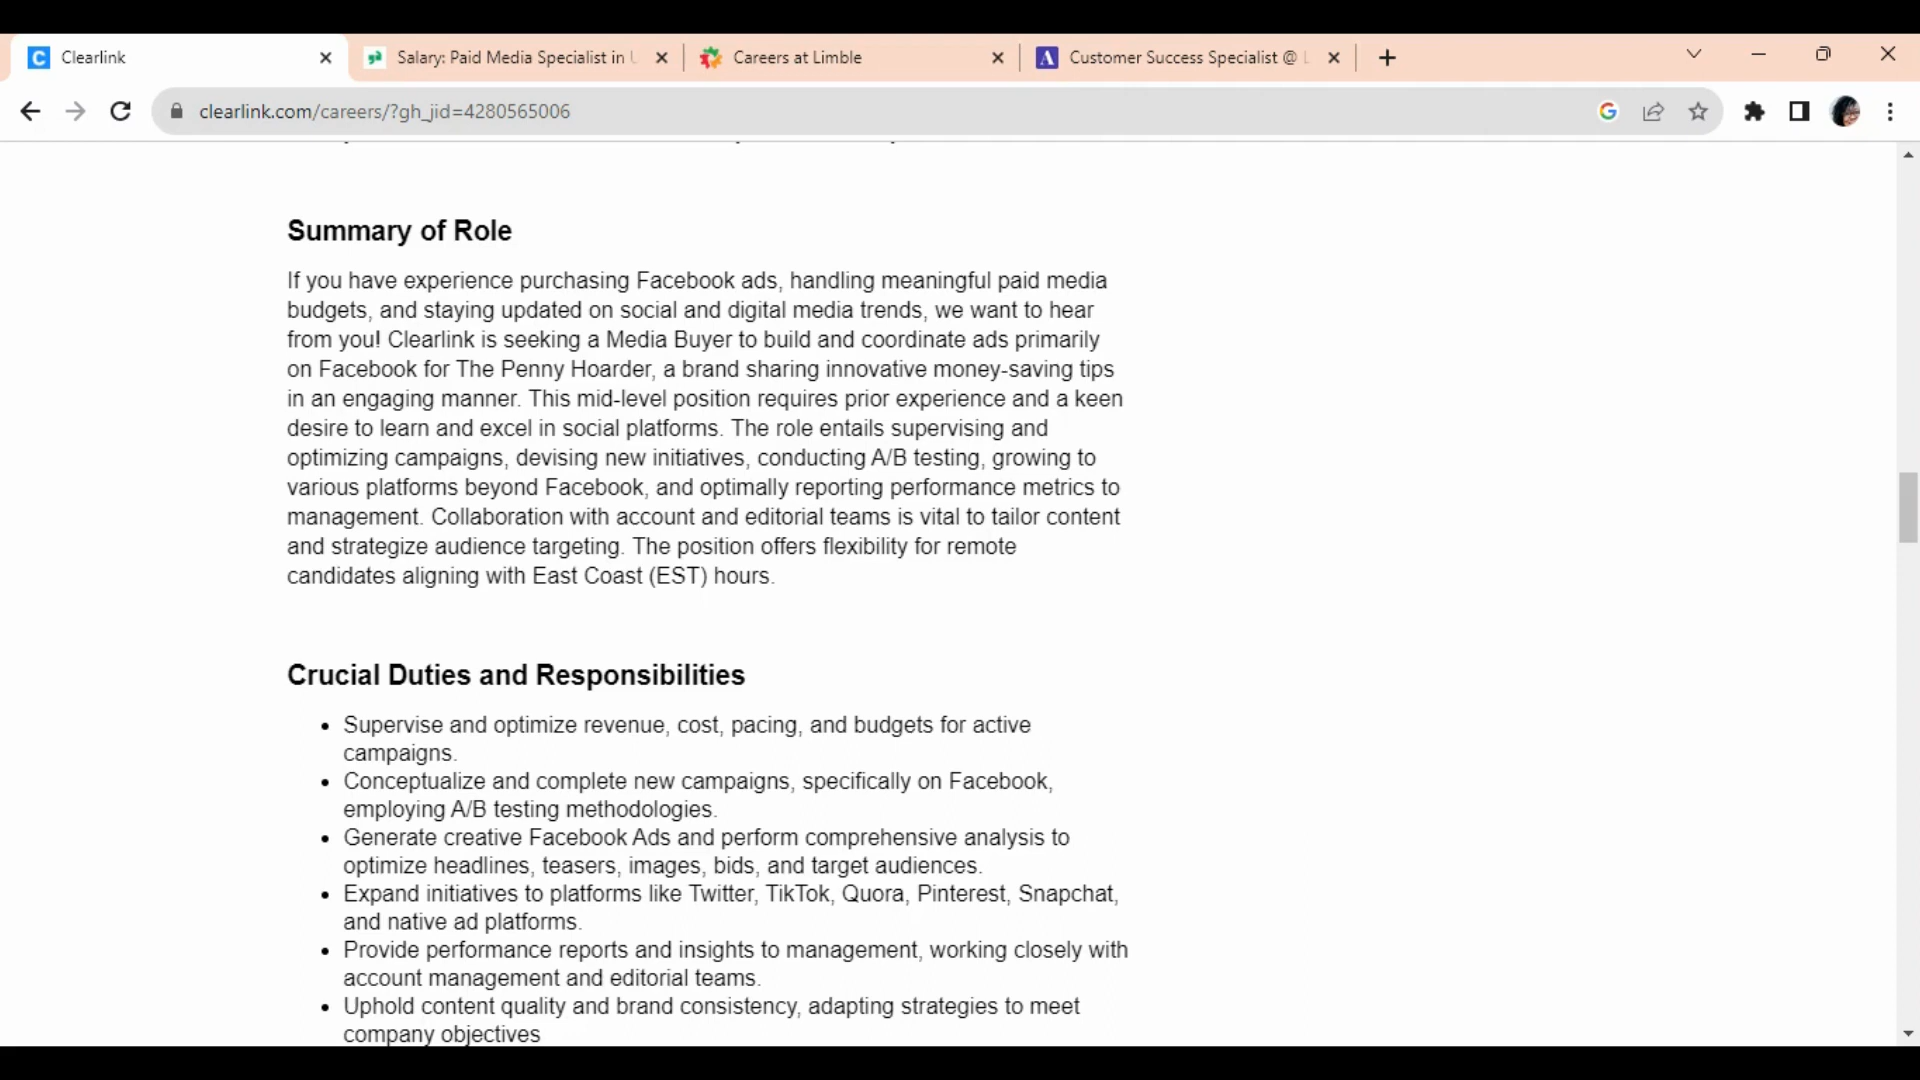 Clearlink
Salary: Paid Media Specialist in U
Careers at Limble
Customer Success Specialist @ L
clearlink.com/careers/?gh_jid=4280565006
Summary of Role
If you have experience purchasing Facebook ads, handling meaningful paid media
budgets, and staying updated on social and digital media trends, we want to hear
from you! Clearlink is seeking a Media Buyer to build and coordinate ads primarily
on Facebook for The Penny Hoarder, a brand sharing innovative money-saving tips
in an engaging manner. This mid-level position requires prior experience and a keen
desire to learn and excel in social platforms. The role entails supervising and
optimizing campaigns, devising new initiatives, conducting A/B testing, growing to
various platforms beyond Facebook, and optimally reporting performance metrics to
management. Collaboration with account and editorial teams is vital to tailor content
and strategize audience targeting. The position offers flexibility for remote
candidates aligning with East Coast (EST) hours.
Crucial Duties and Responsibilities
• Supervise and optimize revenue, cost, pacing, and budgets for active
campaigns.
• Conceptualize and complete new campaigns, specifically on Facebook,
employing A/B testing methodologies.
• Generate creative Facebook Ads and perform comprehensive analysis to
optimize headlines, teasers, images, bids, and target audiences.
• Expand initiatives to platforms like Twitter, TikTok, Quora, Pinterest, Snapchat,
and native ad platforms.
• Provide performance reports and insights to management, working closely with
account management and editorial teams.
• Uphold content quality and brand consistency, adapting strategies to meet
company objectives